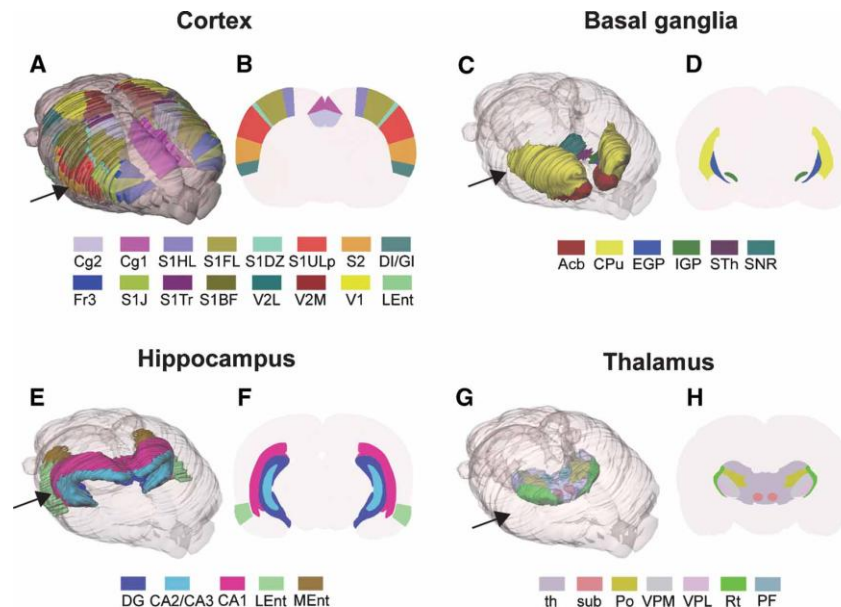 Cortex
Basal ganglia
A
B
C
D
Cg2 Cg1 S1HL S1FL S1DZ S1ULp S2 DI/GI
Fr3 S1J S1Tr S1BF V2L V2M V1 LEnt
Acb CPu EGP IGP STh SNR
Hippocampus
Thalamus
E
F
G
H
DG CA2/CA3 CA1 LEnt MEnt
th sub Po VPM VPL Rt PF